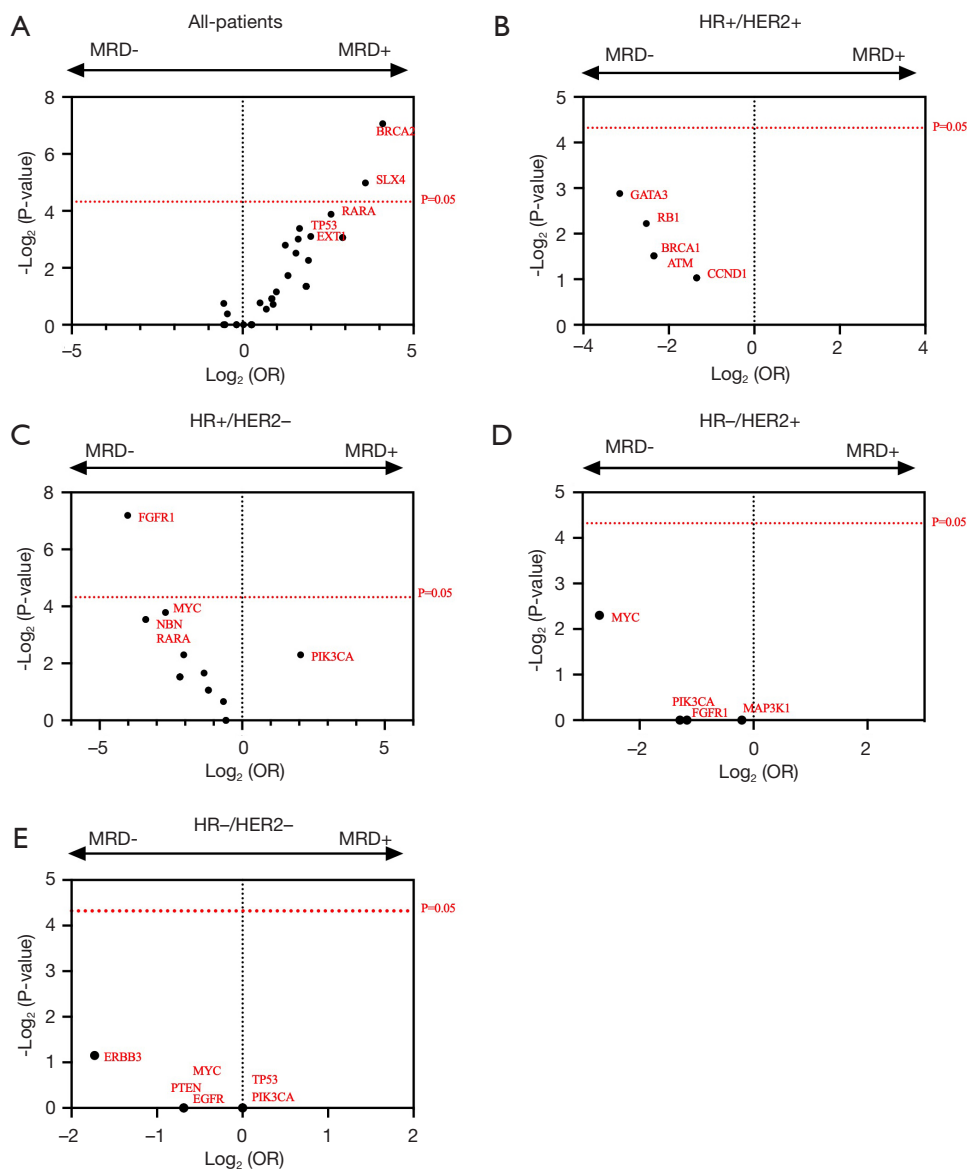 A
All-patients
MRD-
MRD+
8
6
4
2
0
-Log₂ (P-value)
BRCA2
SLX4
P=0.05
RARA
TP53
EXT1
−5
0
5
Log₂ (OR)
B
HR+/HER2+
MRD-
MRD+
5
4
3
2
1
0
-Log₂ (P-value)
P=0.05
GATA3
RB1
BRCA1
ATM
CCND1
−4
−2
0
2
4
Log₂ (OR)
C
HR+/HER2−
MRD-
MRD+
8
6
4
2
0
-Log₂ (P-value)
FGFR1
P=0.05
MYC
NBN
RARA
PIK3CA
−5
0
5
Log₂ (OR)
D
HR−/HER2+
MRD-
MRD+
5
4
3
2
1
0
-Log₂ (P-value)
P=0.05
MYC
PIK3CA
FGFR1
MAP3K1
−2
0
2
Log₂ (OR)
E
HR−/HER2−
MRD-
MRD+
5
4
3
2
1
0
-Log₂ (P-value)
P=0.05
ERBB3
MYC
PTEN
EGFR
TP53
PIK3CA
−2
−1
0
1
2
Log₂ (OR)